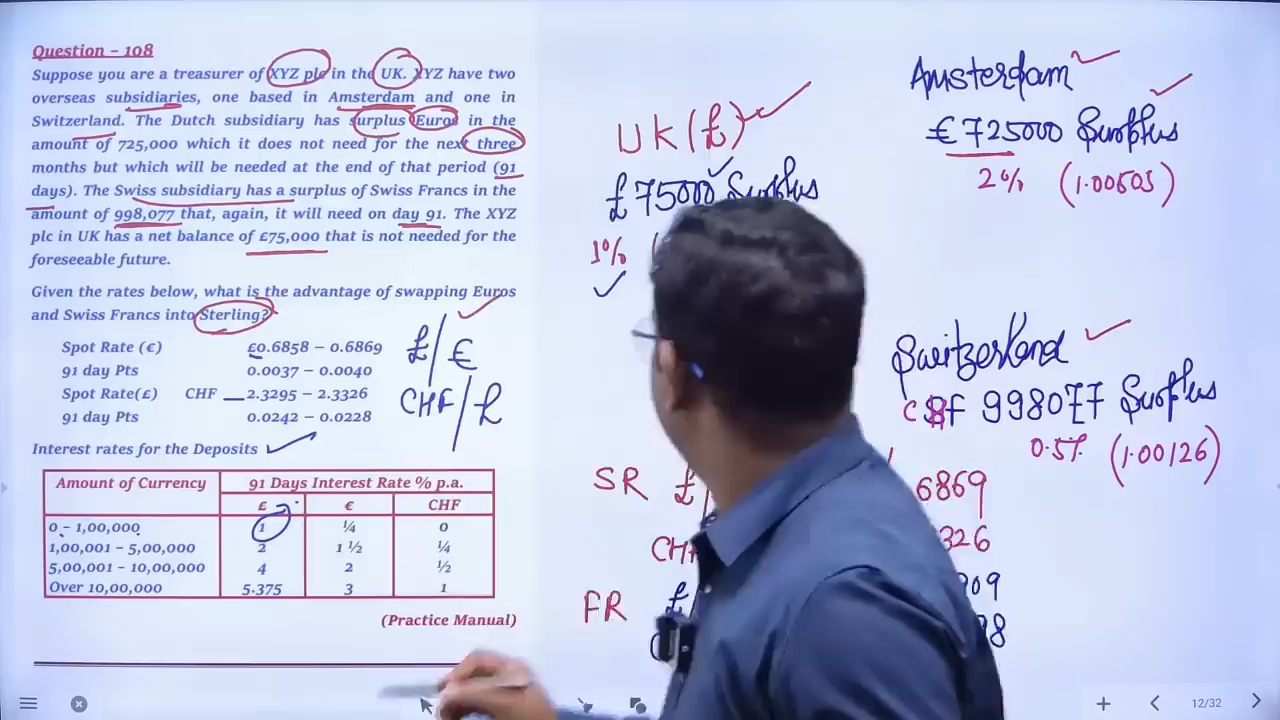 Question – 108
Suppose you are a treasurer of XYZ plc in the UK. XYZ have two
overseas subsidiaries, one based in Amsterdam and one in
Switzerland. The Dutch subsidiary has surplus Euros in the
amount of 725,000 which it does not need for the next three
months but which will be needed at the end of that period (91
days). The Swiss subsidiary has a surplus of Swiss Francs in the
amount of 998,077 that, again, it will need on day 91. The XYZ
plc in UK has a net balance of £75,000 that is not needed for the
foreseeable future.
Given the rates below, what is the advantage of swapping Euros
and Swiss Francs into Sterling?
Spot Rate (€) £0.6858 – 0.6869
91 day Pts 0.0037 – 0.0040
Spot Rate(£) CHF 2.3295 – 2.3326
91 day Pts 0.0242 – 0.0228
£/€
CHF/£
Interest rates for the Deposits
Amount of Currency 91 Days Interest Rate % p.a.
£ € CHF
0 – 1,00,000 1 ¼ 0
1,00,001 – 5,00,000 2 1 ½ ¼
5,00,001 – 10,00,000 4 2 ½
Over 10,00,000 5.375 3 1
(Practice Manual)
UK (£)
£75000 Surplus
1%
Amsterdam
€725000 Surplus
2% (1.00505)
Switzerland
CHF 998077 Surplus
0.5% (1.00126)
SR £ 6869
326
FR £ 909
12/32